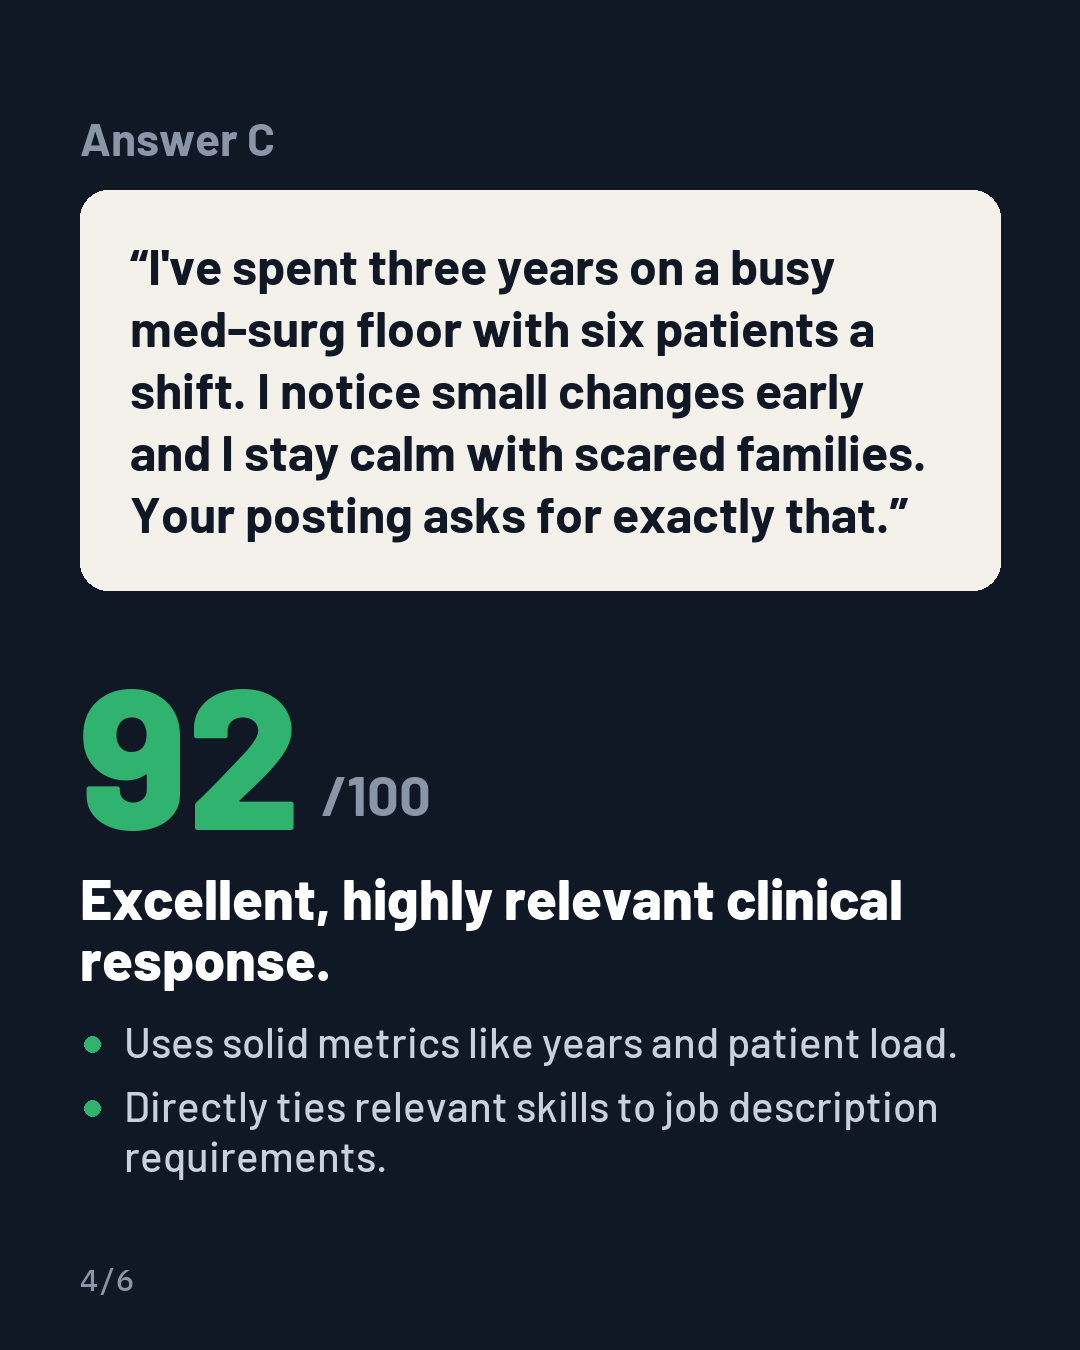 Answer C
“I've spent three years on a busy
med-surg floor with six patients a
shift. I notice small changes early
and I stay calm with scared families.
Your posting asks for exactly that.”
92 /100
Excellent, highly relevant clinical
response.
Uses solid metrics like years and patient load.
Directly ties relevant skills to job description
requirements.
4/6